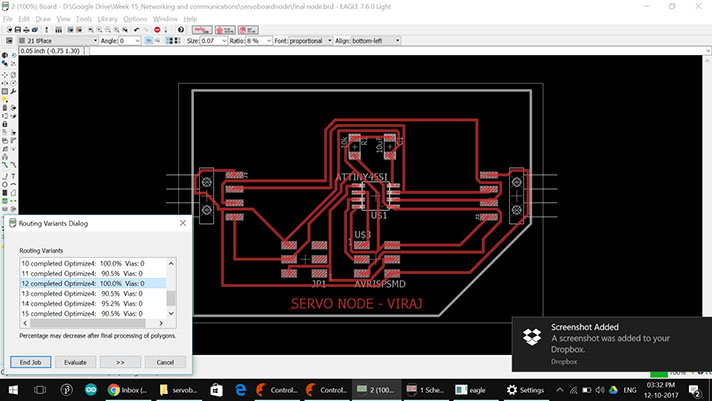 2 (100%) Board - D:\Google Drive\Week 15_Networking and communications\servoboardnode\final node.brd - EAGLE 7.6.0 Light
File Edit Draw View Tools Library Options Window Help
21 tPlace Angle: 0 Size: 0.07 Ratio: 8 % Font: proportional Align: bottom-left
0.05 inch (-0.75 1.30)
10k
R1
10uF
C1
ATTINY45SI
J3
U$1
U$3
JP1
AVRISPSMD
SERVO NODE - VIRAJ
Routing Variants Dialog
Routing Variants
10 completed Optimize4: 100.0% Vias: 0
11 completed Optimize4: 90.5% Vias: 0
12 completed Optimize4: 100.0% Vias: 0
13 completed Optimize4: 90.5% Vias: 0
14 completed Optimize4: 95.2% Vias: 0
15 completed Optimize4: 90.5% Vias: 0
Percentage may decrease after final processing of polygons.
End Job Evaluate >> Cancel
Screenshot Added
A screenshot was added to your
Dropbox.
Dropbox
100%
Inbox ( servob Control Control 2 (100% 1 Sche eagle Settings ENG
03:32 PM
12-10-2017